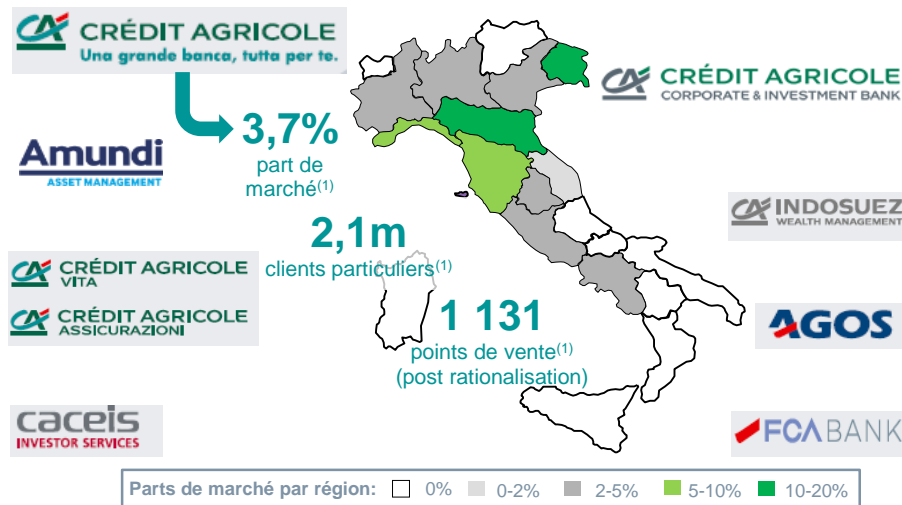 CRÉDIT AGRICOLE
Una grande banca, tutta per te.
CRÉDIT AGRICOLE
CORPORATE & INVESTMENT BANK
3,7%
part de
marché(1)
Amundi
ASSET MANAGEMENT
INDOSUEZ
WEALTH MANAGEMENT
2,1m
clients particuliers(1)
CRÉDIT AGRICOLE
VITA
CRÉDIT AGRICOLE
ASSICURAZIONI
1 131
points de vente(1)
(post rationalisation)
AGOS
caceis
INVESTOR SERVICES
FCA BANK
Parts de marché par région: 0% 0-2% 2-5% 5-10% 10-20%